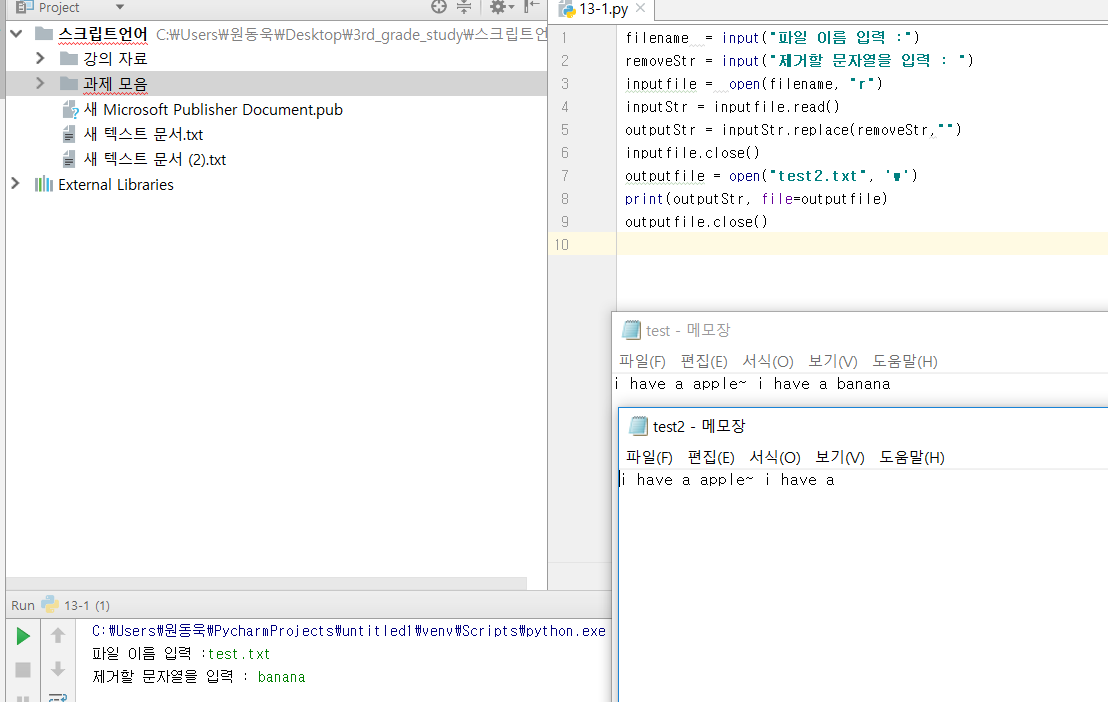 Project
스크립트언어 C:₩Users₩원동욱₩Desktop₩3rd_grade_study₩스크립트언
강의 자료
과제 모음
새 Microsoft Publisher Document.pub
새 텍스트 문서.txt
새 텍스트 문서 (2).txt
External Libraries
13-1.py
1 filename = input("파일 이름 입력 :")
2 removeStr = input("제거할 문자열을 입력 : ")
3 inputfile = open(filename, "r")
4 inputStr = inputfile.read()
5 outputStr = inputStr.replace(removeStr,"")
6 inputfile.close()
7 outputfile = open("test2.txt", 'w')
8 print(outputStr, file=outputfile)
9 outputfile.close()
10
test - 메모장
파일(F) 편집(E) 서식(O) 보기(V) 도움말(H)
i have a apple~ i have a banana
test2 - 메모장
파일(F) 편집(E) 서식(O) 보기(V) 도움말(H)
i have a apple~ i have a
Run 13-1 (1)
C:₩Users₩원동욱₩PycharmProjects₩untitled1₩venv₩Scripts₩python.exe
파일 이름 입력 :test.txt
제거할 문자열을 입력 : banana